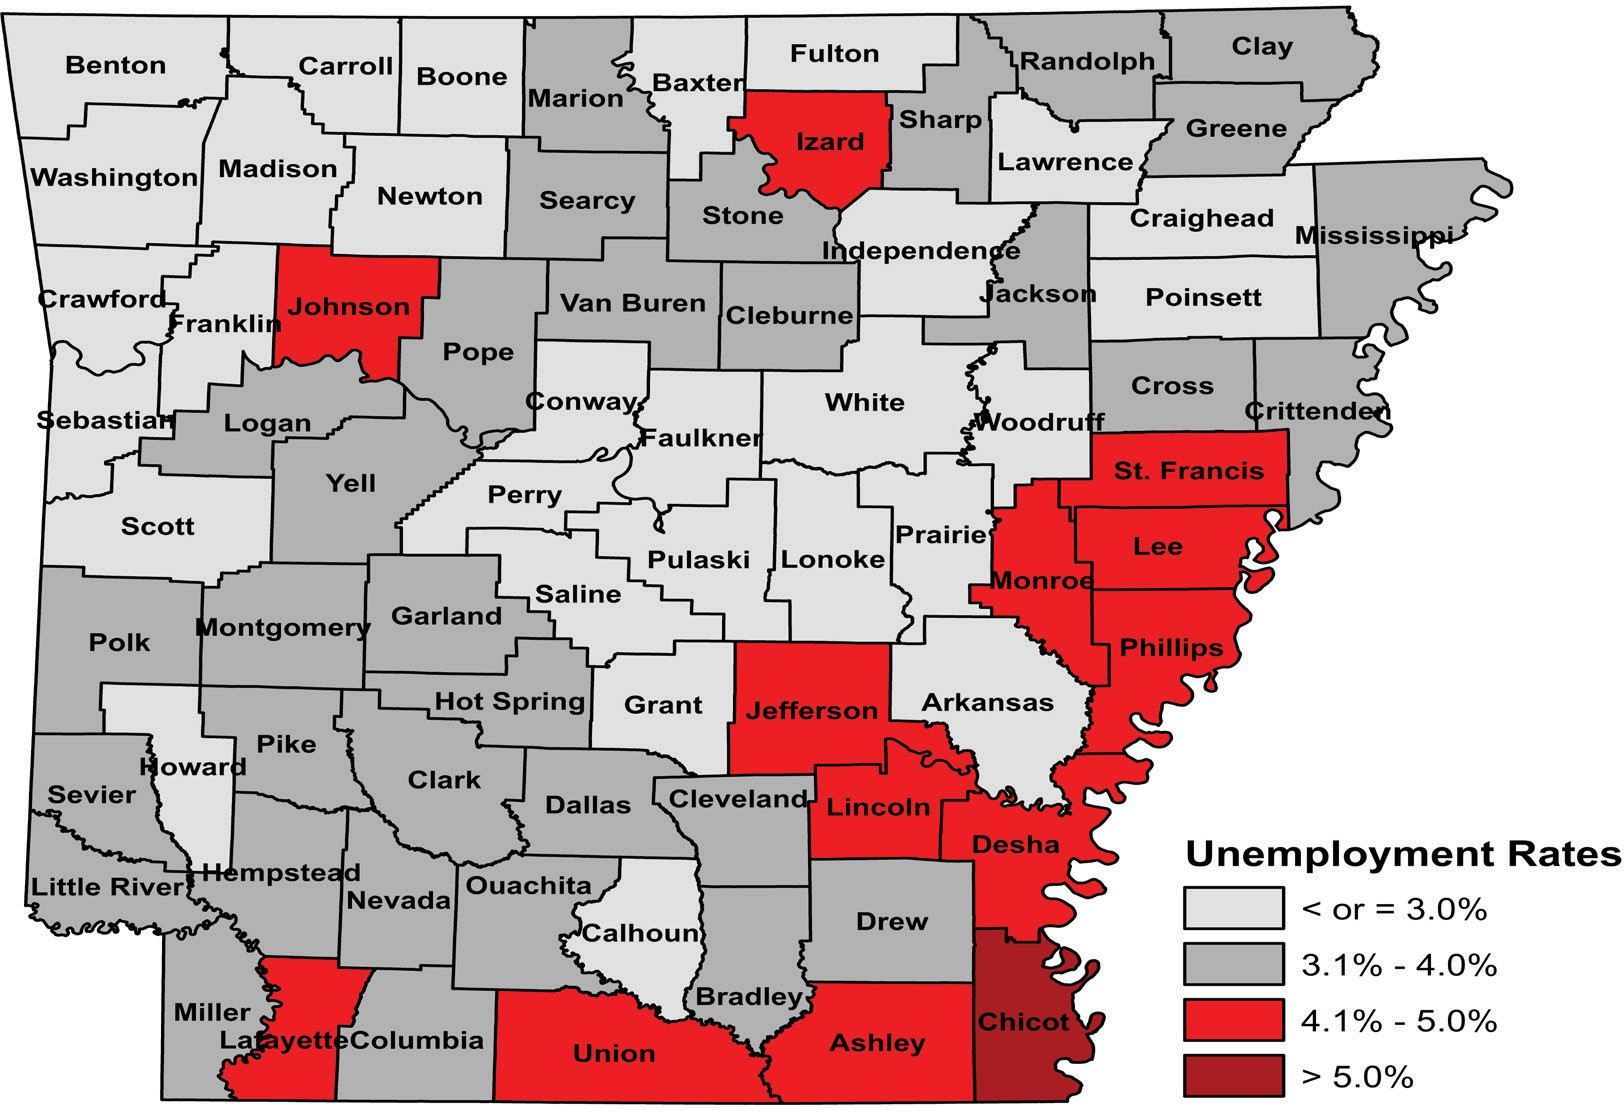 Benton
Carroll
Boone
Marion
Baxter
Fulton
Randolph
Clay
Izard
Sharp
Greene
Washington
Madison
Newton
Searcy
Stone
Lawrence
Independence
Craighead
Mississippi
Crawford
Franklin
Johnson
Pope
Van Buren
Cleburne
Jackson
Poinsett
Sebastian
Logan
Conway
Faulkner
White
Woodruff
Cross
Crittenden
Scott
Yell
Perry
Pulaski
Lonoke
Prairie
St. Francis
Monroe
Lee
Phillips
Polk
Montgomery
Garland
Saline
Hot Spring
Grant
Jefferson
Arkansas
Howard
Pike
Clark
Dallas
Cleveland
Lincoln
Desha
Sevier
Little River
Hempstead
Nevada
Ouachita
Calhoun
Bradley
Drew
Chicot
Miller
Lafayette
Columbia
Union
Ashley
Unemployment Rates
< or = 3.0%
3.1% - 4.0%
4.1% - 5.0%
> 5.0%